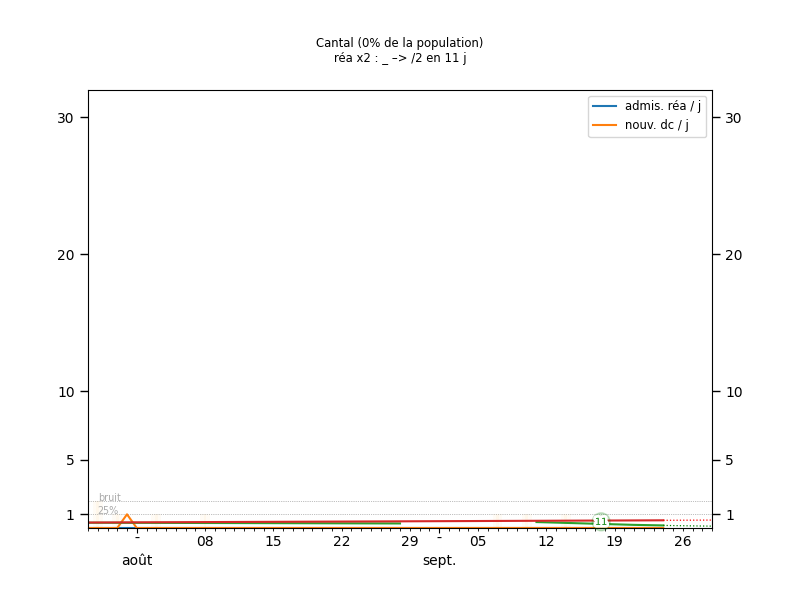 Cantal (0% de la population)
réa x2 : _ –> /2 en 11 j
admis. réa / j
nouv. dc / j
30
30
20
20
10
10
5
5
bruit
25%
1
1
11
- 08 15 22 29 - 05 12 19 26
août sept.